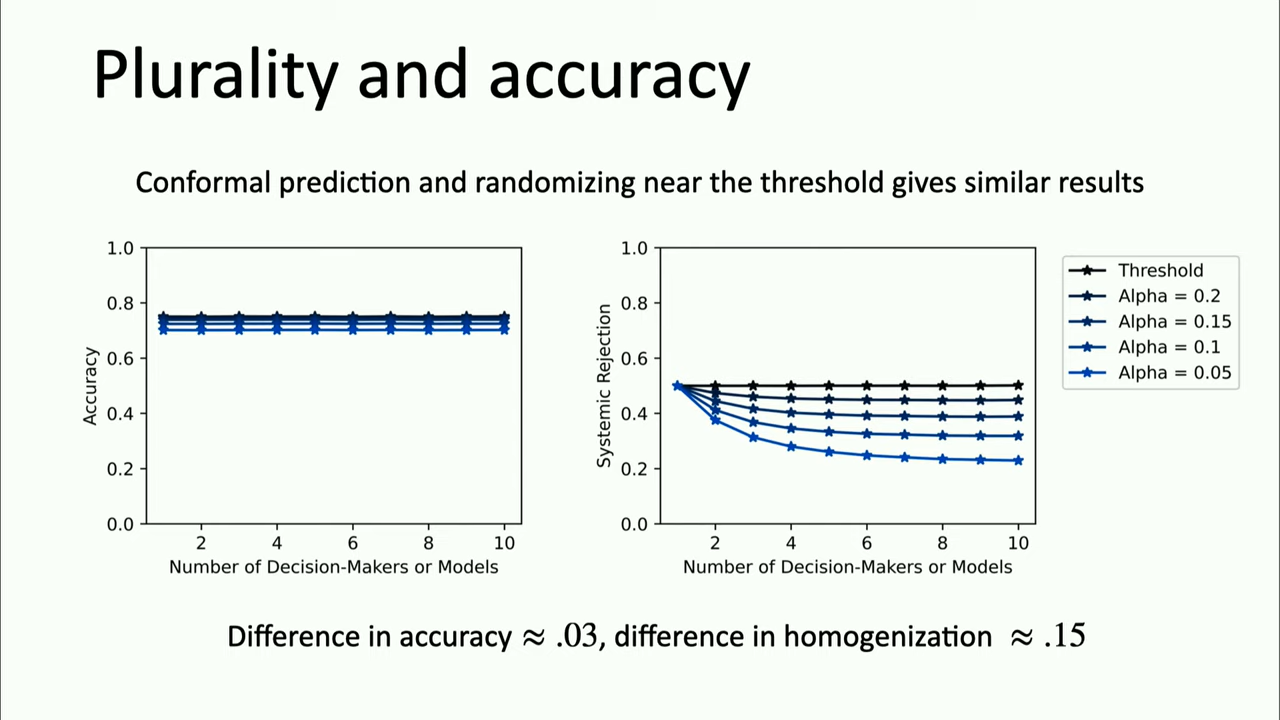 Plurality and accuracy
Conformal prediction and randomizing near the threshold gives similar results
1.0
0.8
0.6
0.4
0.2
0.0
Accuracy
2 4 6 8 10
Number of Decision-Makers or Models
1.0
0.8
0.6
0.4
0.2
0.0
Systemic Rejection
2 4 6 8 10
Number of Decision-Makers or Models
Threshold
Alpha = 0.2
Alpha = 0.15
Alpha = 0.1
Alpha = 0.05
Difference in accuracy ≈ .03, difference in homogenization ≈ .15